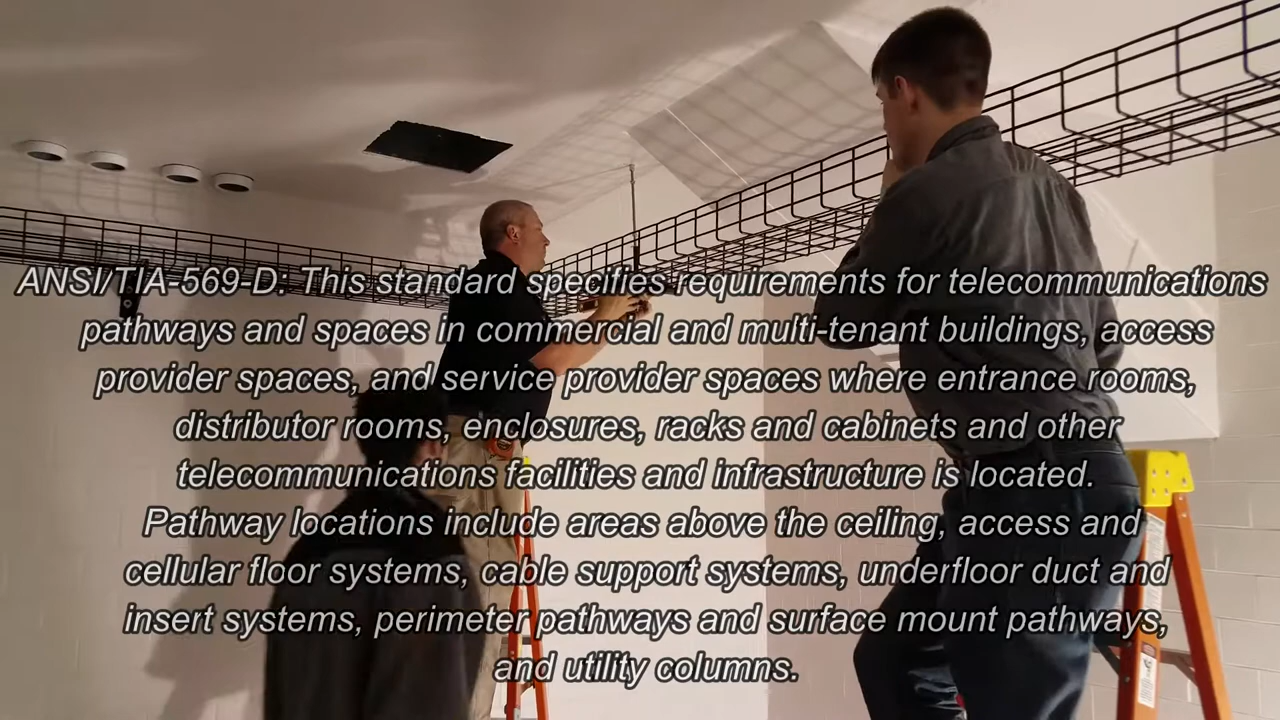 ANSI/TIA-569-D: This standard specifies requirements for telecommunications
pathways and spaces in commercial and multi-tenant buildings, access
provider spaces, and service provider spaces where entrance rooms,
distributor rooms, enclosures, racks and cabinets and other
telecommunications facilities and infrastructure is located.
Pathway locations include areas above the ceiling, access and
cellular floor systems, cable support systems, underfloor duct and
insert systems, perimeter pathways and surface mount pathways,
and utility columns.